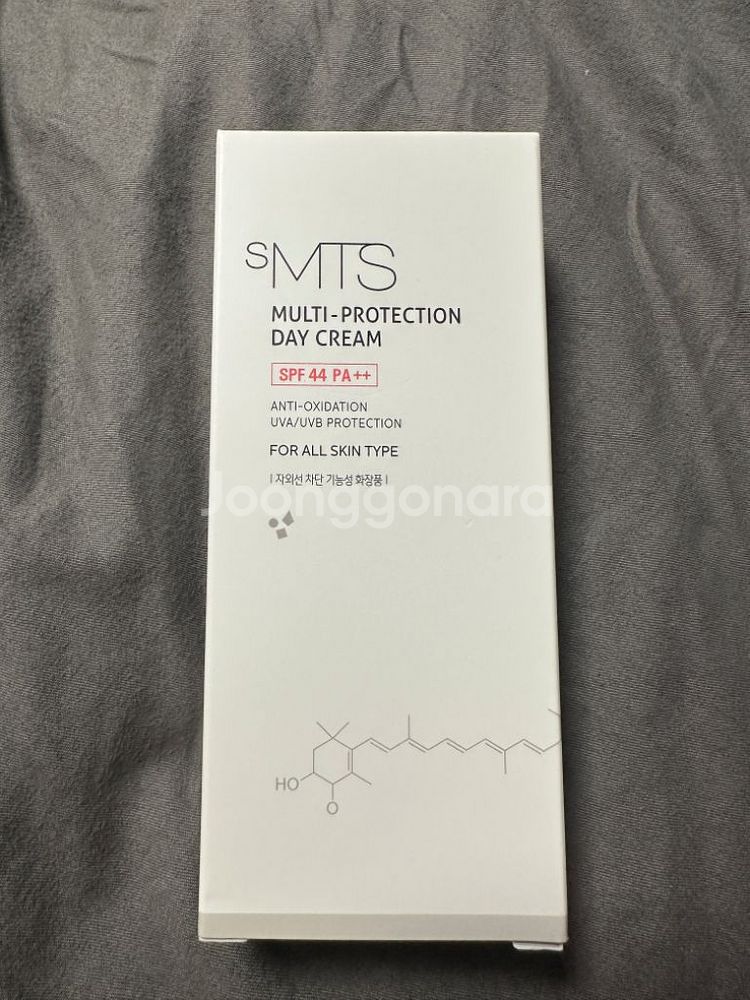 sMTS
MULTI-PROTECTION
DAY CREAM
SPF 44 PA++
ANTI-OXIDATION
UVA/UVB PROTECTION
FOR ALL SKIN TYPE
| 자외선 차단 기능성 화장품 |
Joonggonara
HO
O